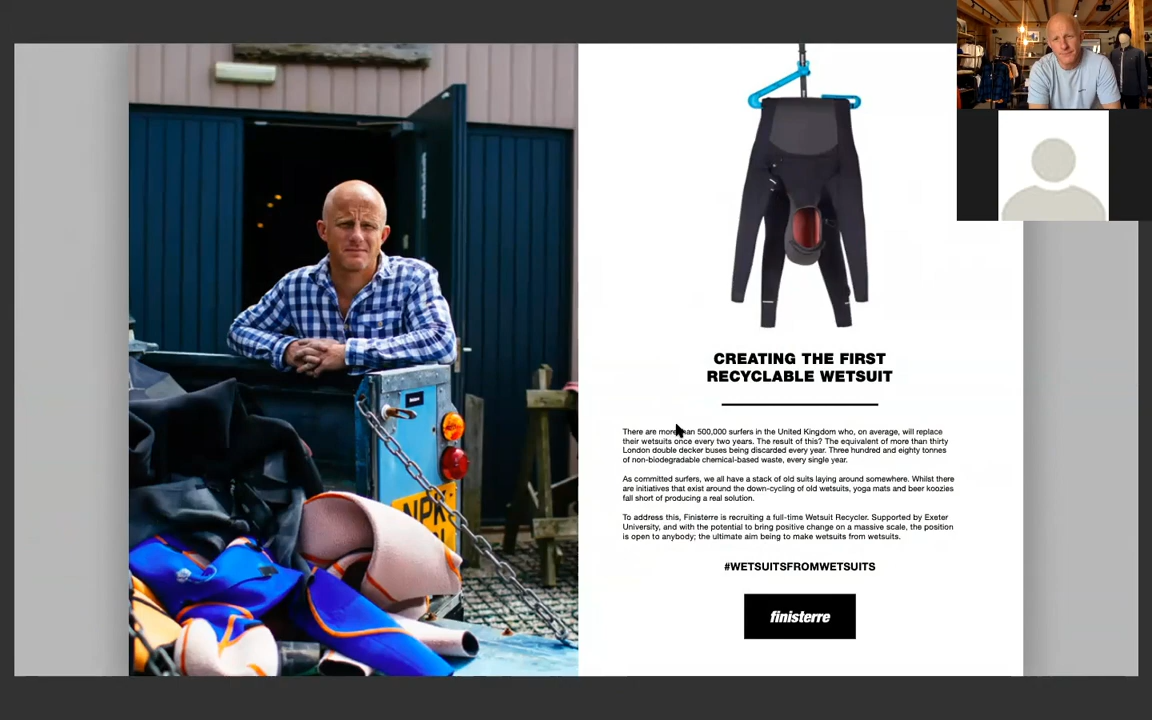 CREATING THE FIRST
RECYCLABLE WETSUIT
There are more 500,000 surfers in the United Kingdom who, on average, will replace
their wetsuits once every two years. The result of this? The equivalent of more than thirty
London double decker buses being discarded every year. Three hundred and eighty tonnes
of non-biodegradable chemical-based waste, every single year.
As committed surfers, we all have a stack of old suits laying around somewhere. Whilst there
are initiatives that exist around the down-cycling of old wetsuits, yoga mats and beer koozies
fall short of producing a real solution.
To address this, Finisterre is recruiting a full-time Wetsuit Recycler. Supported by Exeter
University, and with the potential to bring positive change on a massive scale, the position
is open to anybody; the ultimate aim being to make wetsuits from wetsuits.
#WETSUITSFROMWETSUITS
finisterre